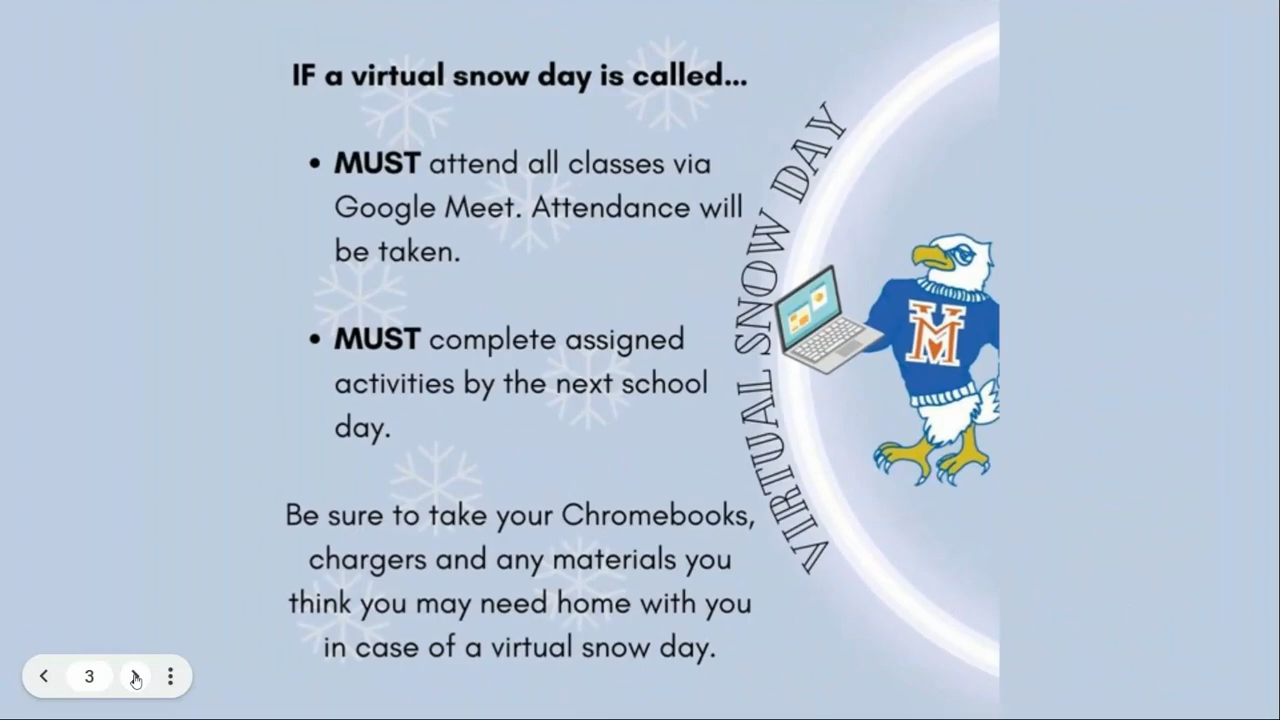 IF a virtual snow day is called...
• MUST attend all classes via
Google Meet. Attendance will
be taken.
• MUST complete assigned
activities by the next school
day.
Be sure to take your Chromebooks,
chargers and any materials you
think you may need home with you
in case of a virtual snow day.
VIRTUAL SNOW DAY
VM
3